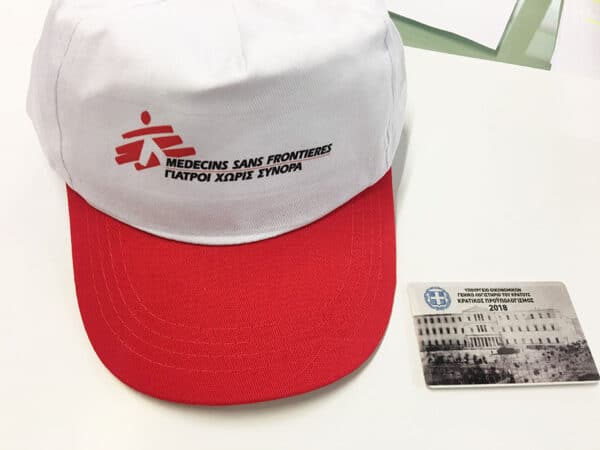 MEDECINS SANS FRONTIERES
ΓΙΑΤΡΟΙ ΧΩΡΙΣ ΣΥΝΟΡΑ
ΥΠΟΥΡΓΕΙΟ ΟΙΚΟΝΟΜΙΚΩΝ
ΓΕΝΙΚΟ ΛΟΓΙΣΤΗΡΙΟ ΤΟΥ ΚΡΑΤΟΥΣ
ΚΡΑΤΙΚΟΣ ΠΡΟΫΠΟΛΟΓΙΣΜΟΣ
2018